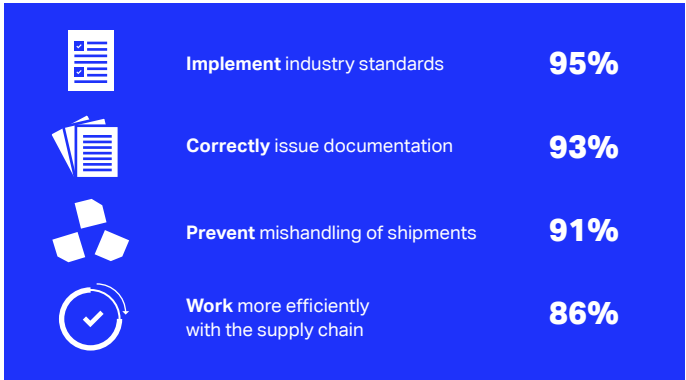 Implement industry standards 95%
Correctly issue documentation 93%
Prevent mishandling of shipments 91%
Work more efficiently
with the supply chain 86%